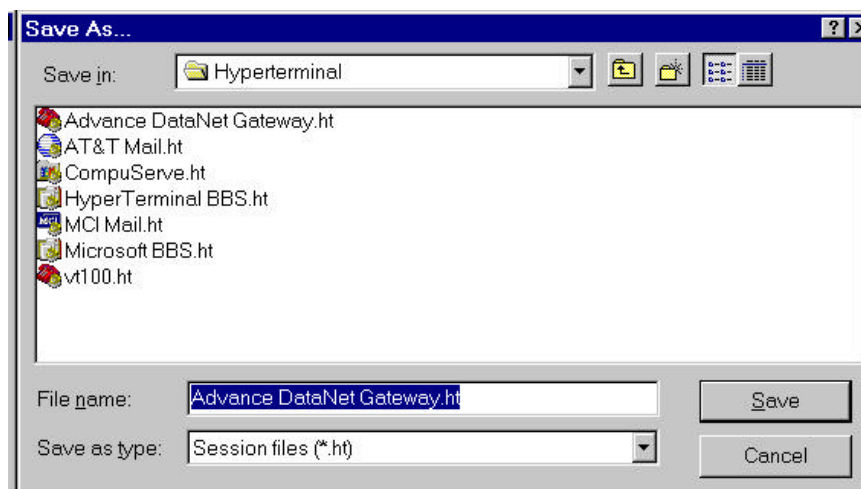 Save As...
Save in: Hyperterminal
Advance DataNet Gateway.ht
AT&T Mail.ht
CompuServe.ht
HyperTerminal BBS.ht
MCI Mail.ht
Microsoft BBS.ht
vt100.ht
File name: Advance DataNet Gateway.ht Save
Save as type: Session files (*.ht) Cancel